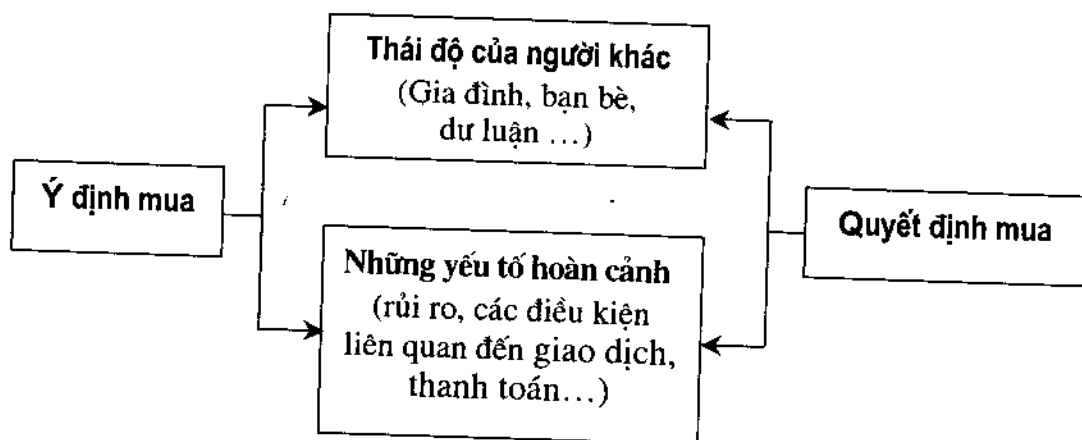 Thái độ của người khác
(Gia đình, bạn bè,
dư luận ...)
Ý định mua
Quyết định mua
Những yếu tố hoàn cảnh
(rủi ro, các điều kiện
liên quan đến giao dịch,
thanh toán...)